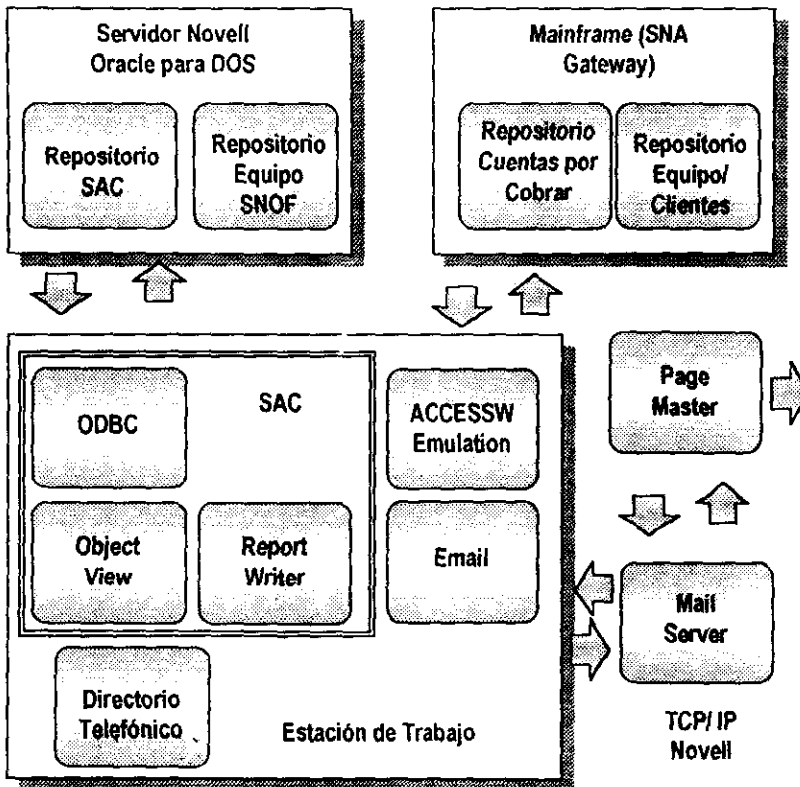 Servidor Novell
Oracle para DOS
Repositorio
SAC
Repositorio
Equipo
SNOF
Mainframe (SNA
Gateway)
Repositorio
Cuentas por
Cobrar
Repositorio
Equipo/
Clientes
ODBC
SAC
ACCESSW
Emulation
Object
View
Report
Writer
Email
Directorio
Telefónico
Estación de Trabajo
Page
Master
Mail
Server
TCP/ IP
Novell